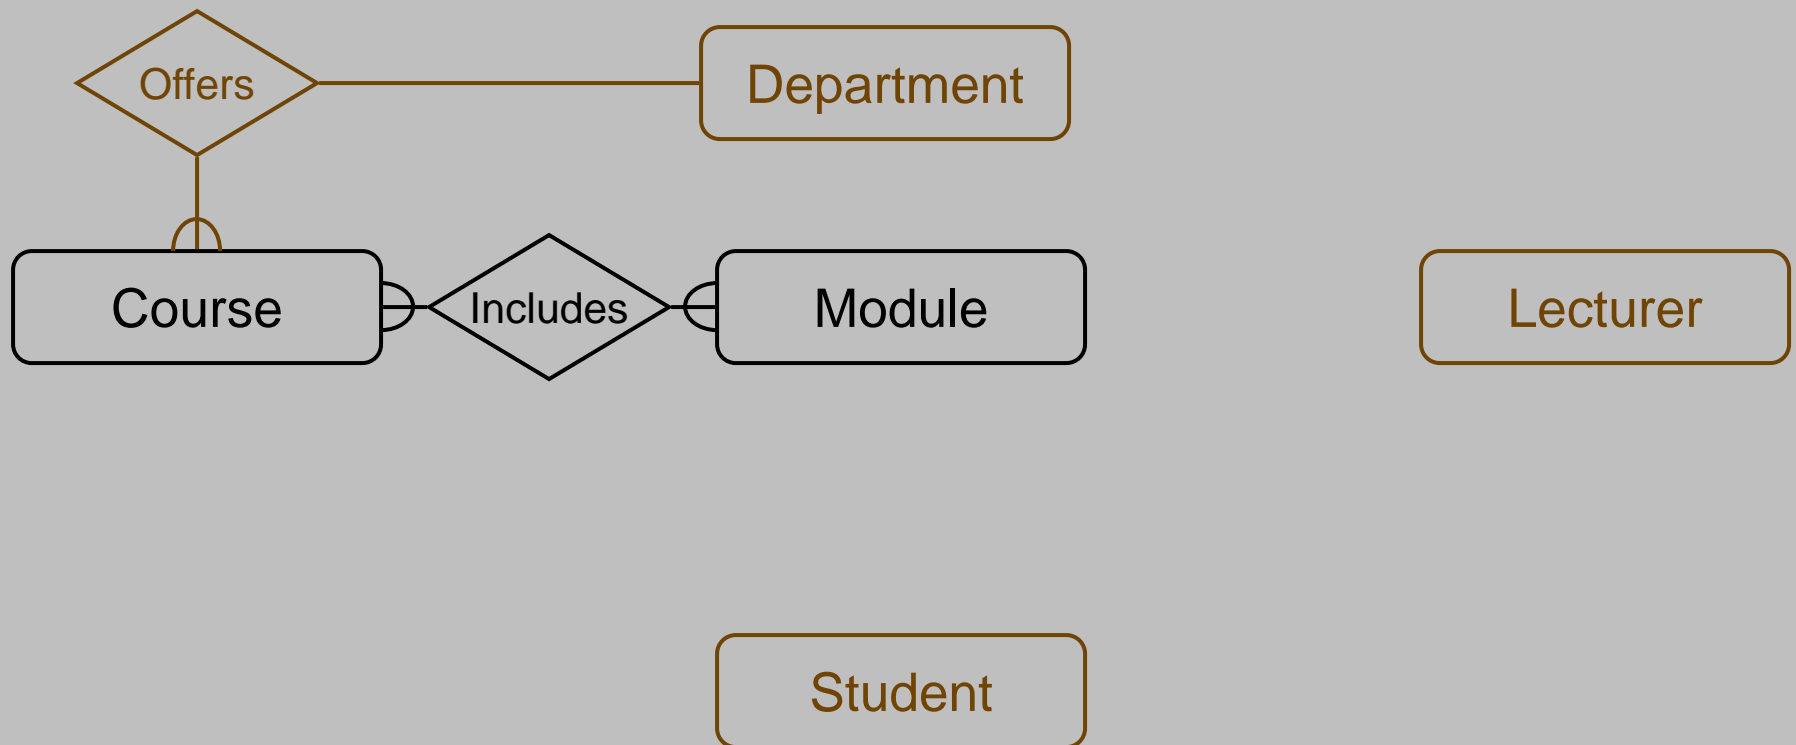 Offers
Department
Course
Includes
Module
Lecturer
Student